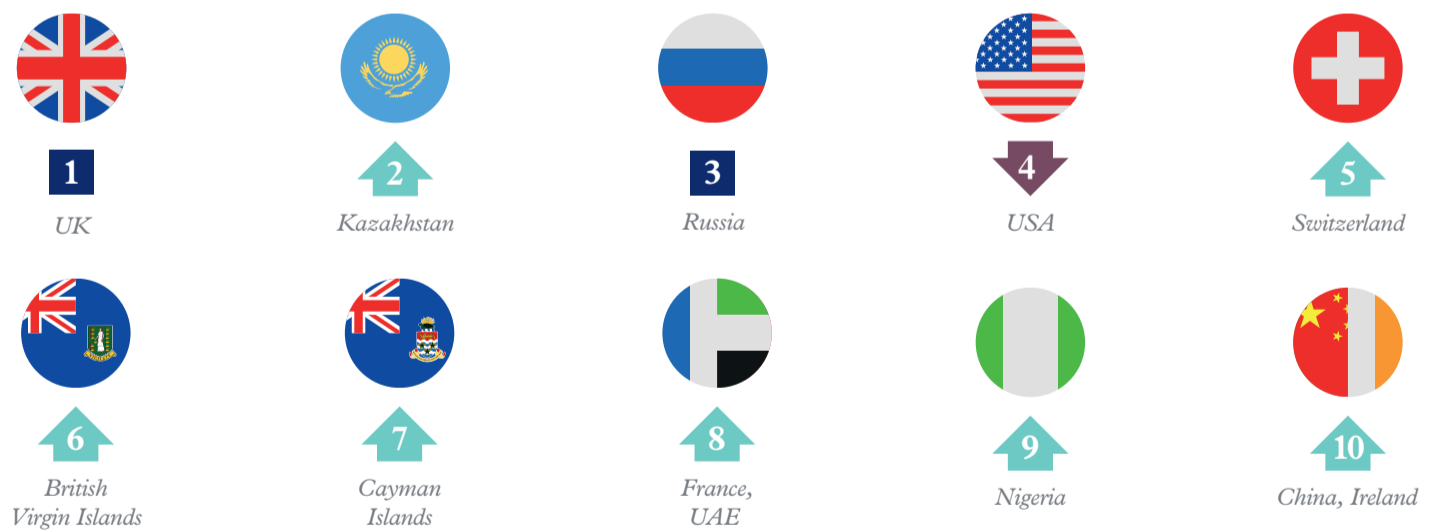 1
UK
2
Kazakhstan
3
Russia
4
USA
5
Switzerland
6
British
Virgin Islands
7
Cayman
Islands
8
France,
UAE
9
Nigeria
10
China, Ireland